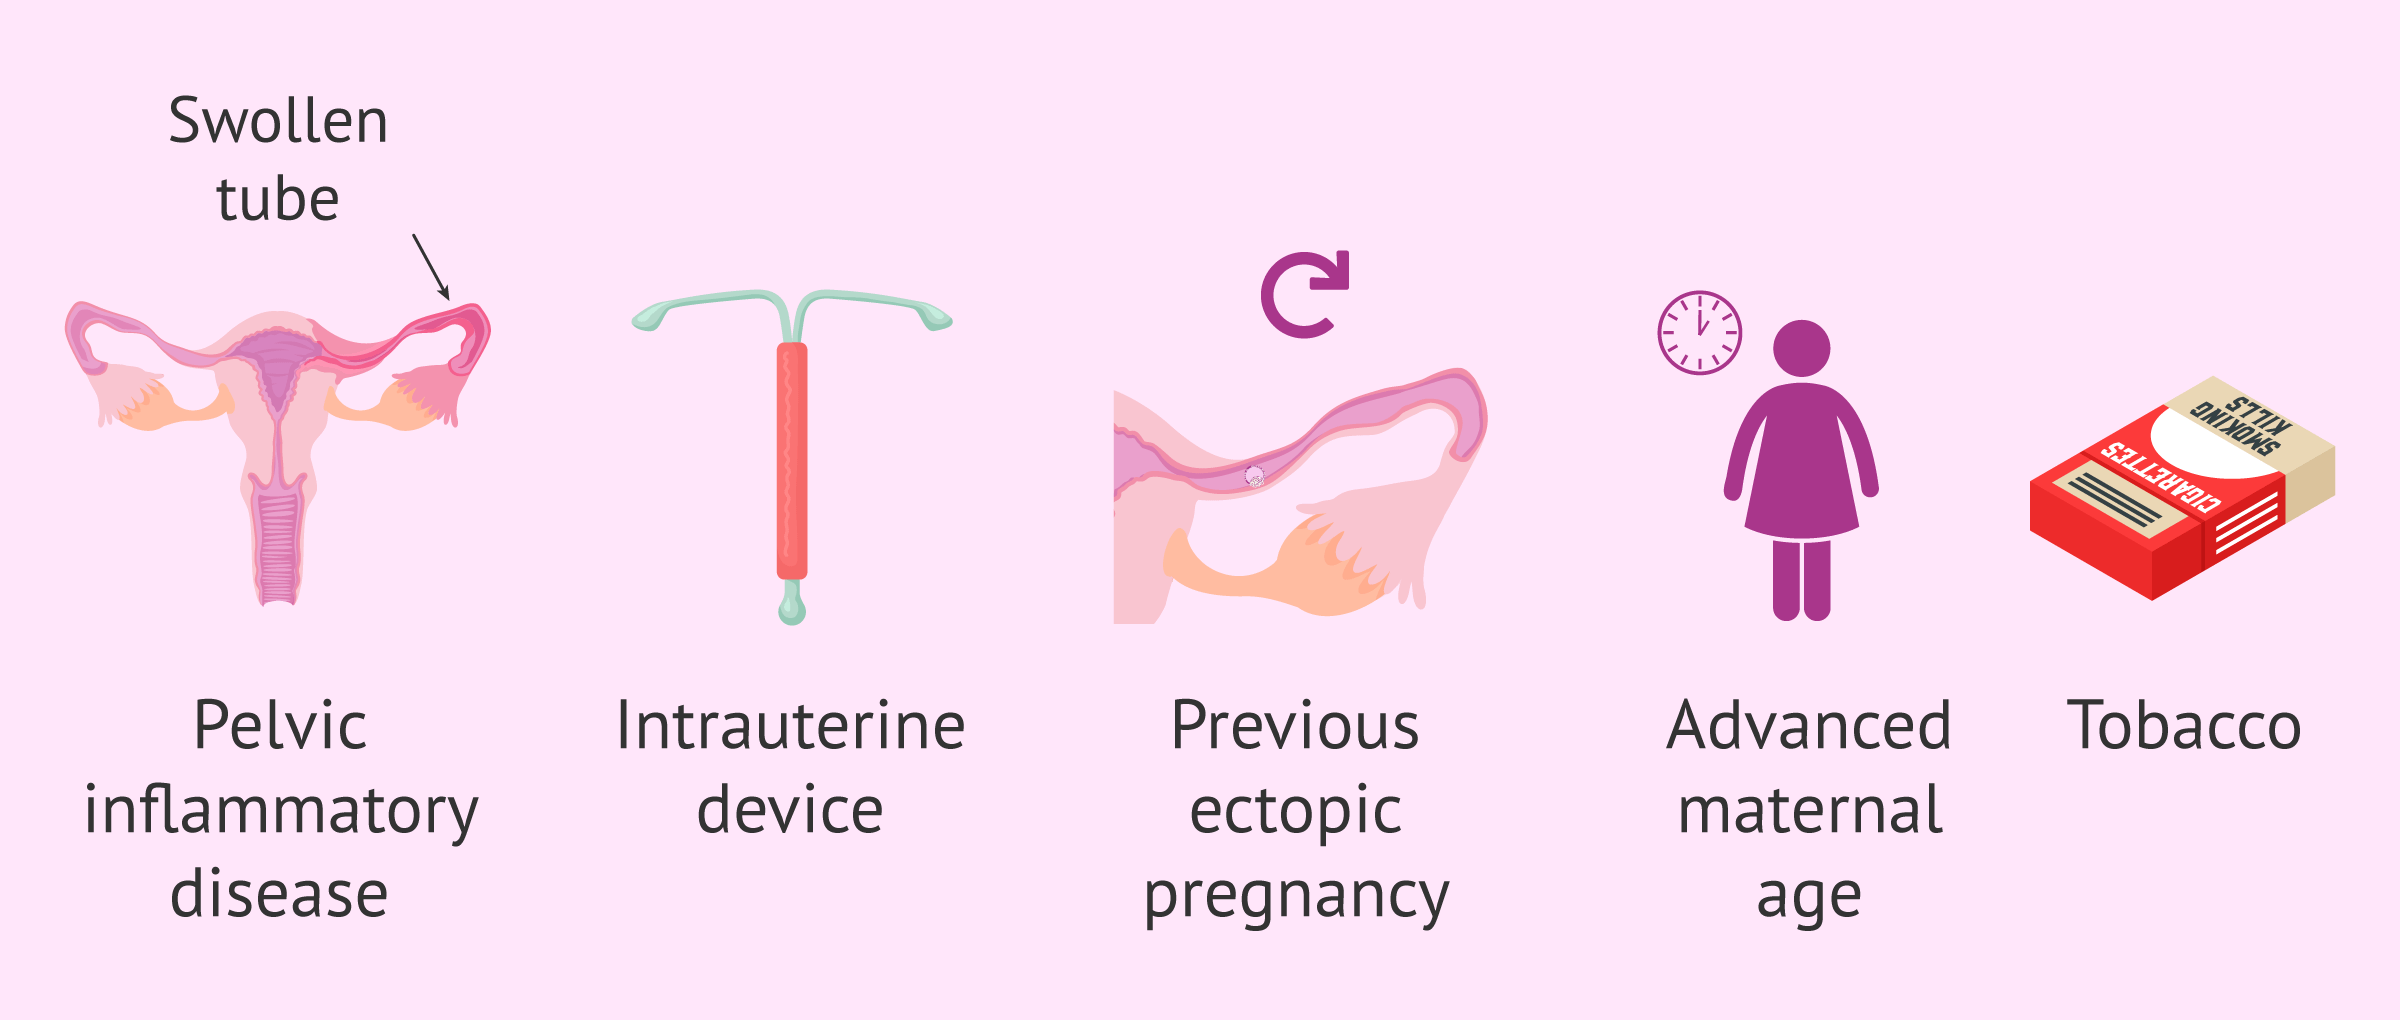 Swollen
tube
Pelvic
inflammatory
disease
Intrauterine
device
Previous
ectopic
pregnancy
Advanced
maternal
age
Tobacco
SMOKING
KILLS
CIGARETTES